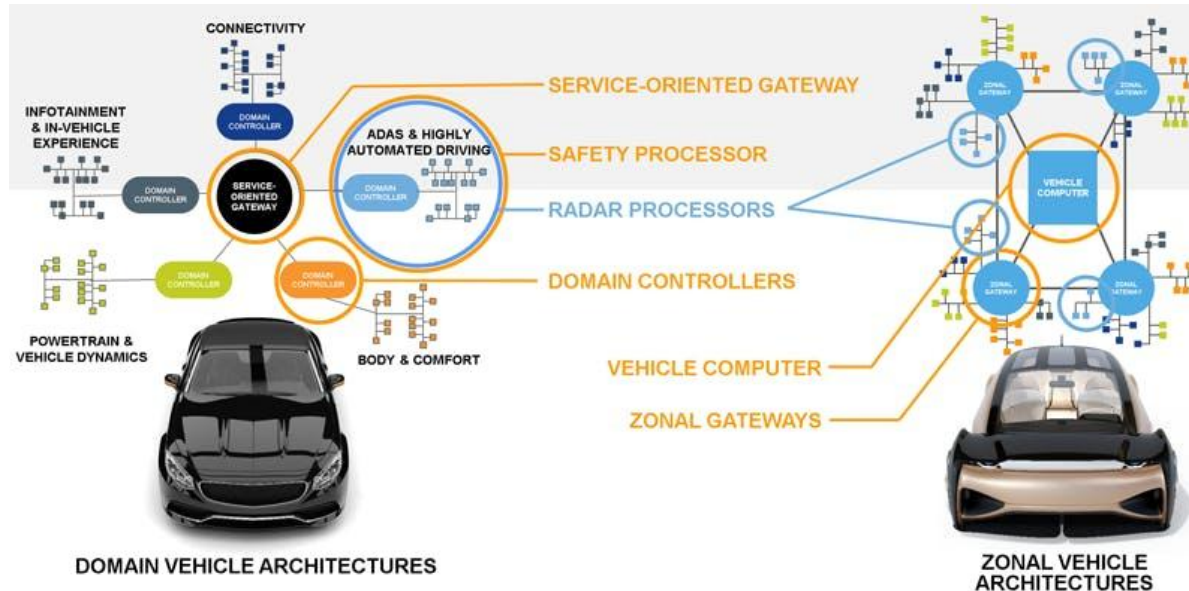 CONNECTIVITY
DOMAIN
CONTROLLER
INFOTAINMENT
& IN-VEHICLE
EXPERIENCE
DOMAIN
CONTROLLER
SERVICE-
ORIENTED
GATEWAY
ADAS & HIGHLY
AUTOMATED DRIVING
DOMAIN
CONTROLLER
DOMAIN
CONTROLLER
DOMAIN
CONTROLLER
POWERTRAIN &
VEHICLE DYNAMICS
BODY & COMFORT
DOMAIN VEHICLE ARCHITECTURES
SERVICE-ORIENTED GATEWAY
SAFETY PROCESSOR
RADAR PROCESSORS
DOMAIN CONTROLLERS
VEHICLE COMPUTER
ZONAL GATEWAYS
ZONAL
GATEWAY
ZONAL
GATEWAY
VEHICLE
COMPUTER
ZONAL
GATEWAY
ZONAL
GATEWAY
ZONAL VEHICLE
ARCHITECTURES